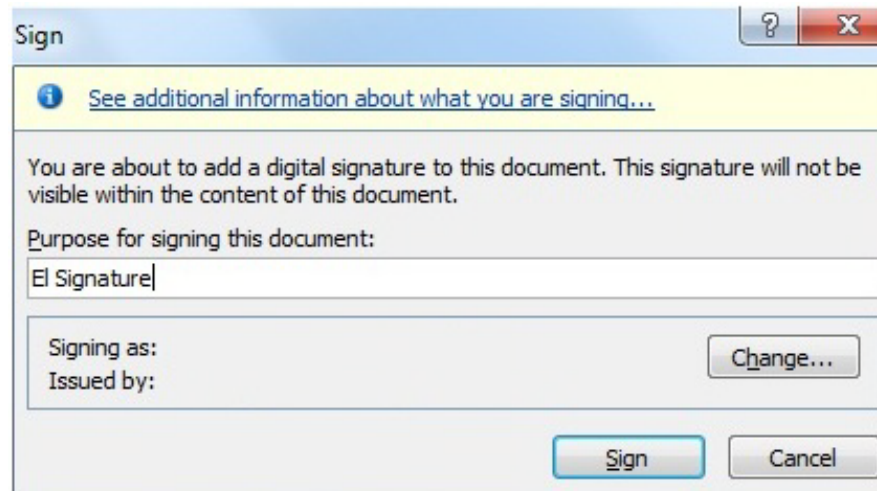 Sign
?
X
See additional information about what you are signing...
You are about to add a digital signature to this document. This signature will not be
visible within the content of this document.
Purpose for signing this document:
El Signature
Signing as:
Change...
Issued by:
Sign Cancel